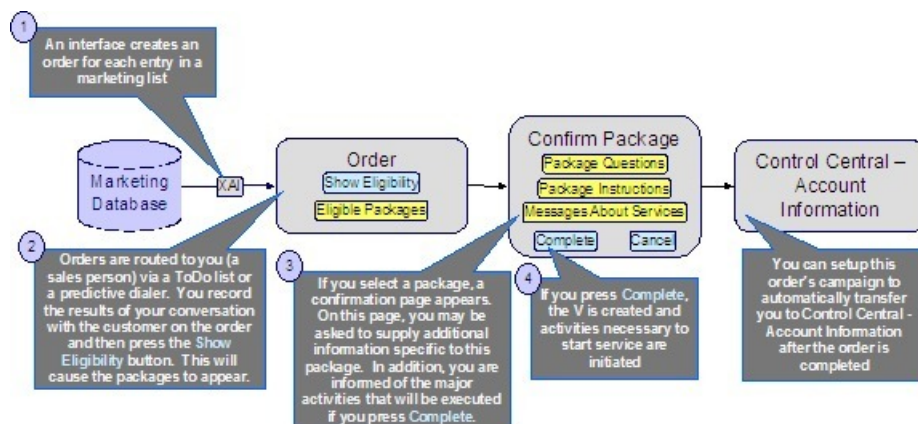 1
An interface creates an
order for each entry in a
marketing list
Marketing
Database
XAI
Order
Show Eligibility
Eligible Packages
Confirm Package
Package Questions
Package Instructions
Messages About Services
Complete
Cancel
Control Central –
Account
Information
2
Orders are routed to you (a
sales person) via a ToDo list or
a predictive dialer. You record
the results of your conversation
with the customer on the order
and then press the Show
Eligibility button. This will
cause the packages to appear.
3
If you select a package, a
confirmation page appears.
On this page, you may be
asked to supply additional
information specific to this
package. In addition, you are
informed of the major
activities that will be executed
if you press Complete.
4
If you press Complete,
the V is created and
activities necessary to
start service are
initiated
You can setup this
order's campaign to
automatically transfer
you to Control Central -
Account Information
after the order is
completed